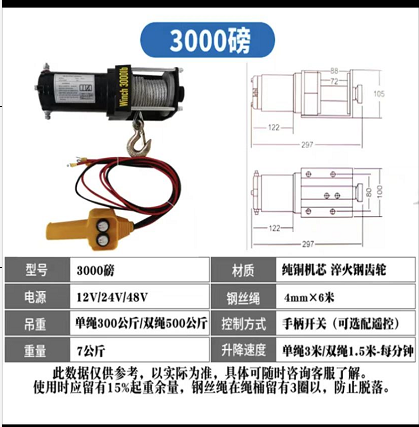 3000磅
Winch 3000lb
88
72
105
122
297
80
100
122
297
型号 3000磅 材质 纯铜机芯 淬火钢齿轮
电源 12V/24V/48V 钢丝绳 4mm×6米
吊重 单绳300公斤/双绳500公斤 控制方式 手柄开关（可选配遥控）
重量 7公斤 升降速度 单绳3米/双绳1.5米-每分钟
此数据仅供参考，以实际为准，具体可随时咨询客服了解。
使用时应留有15%起重余量，钢丝绳在绳桶留有3圈以，防止脱落。